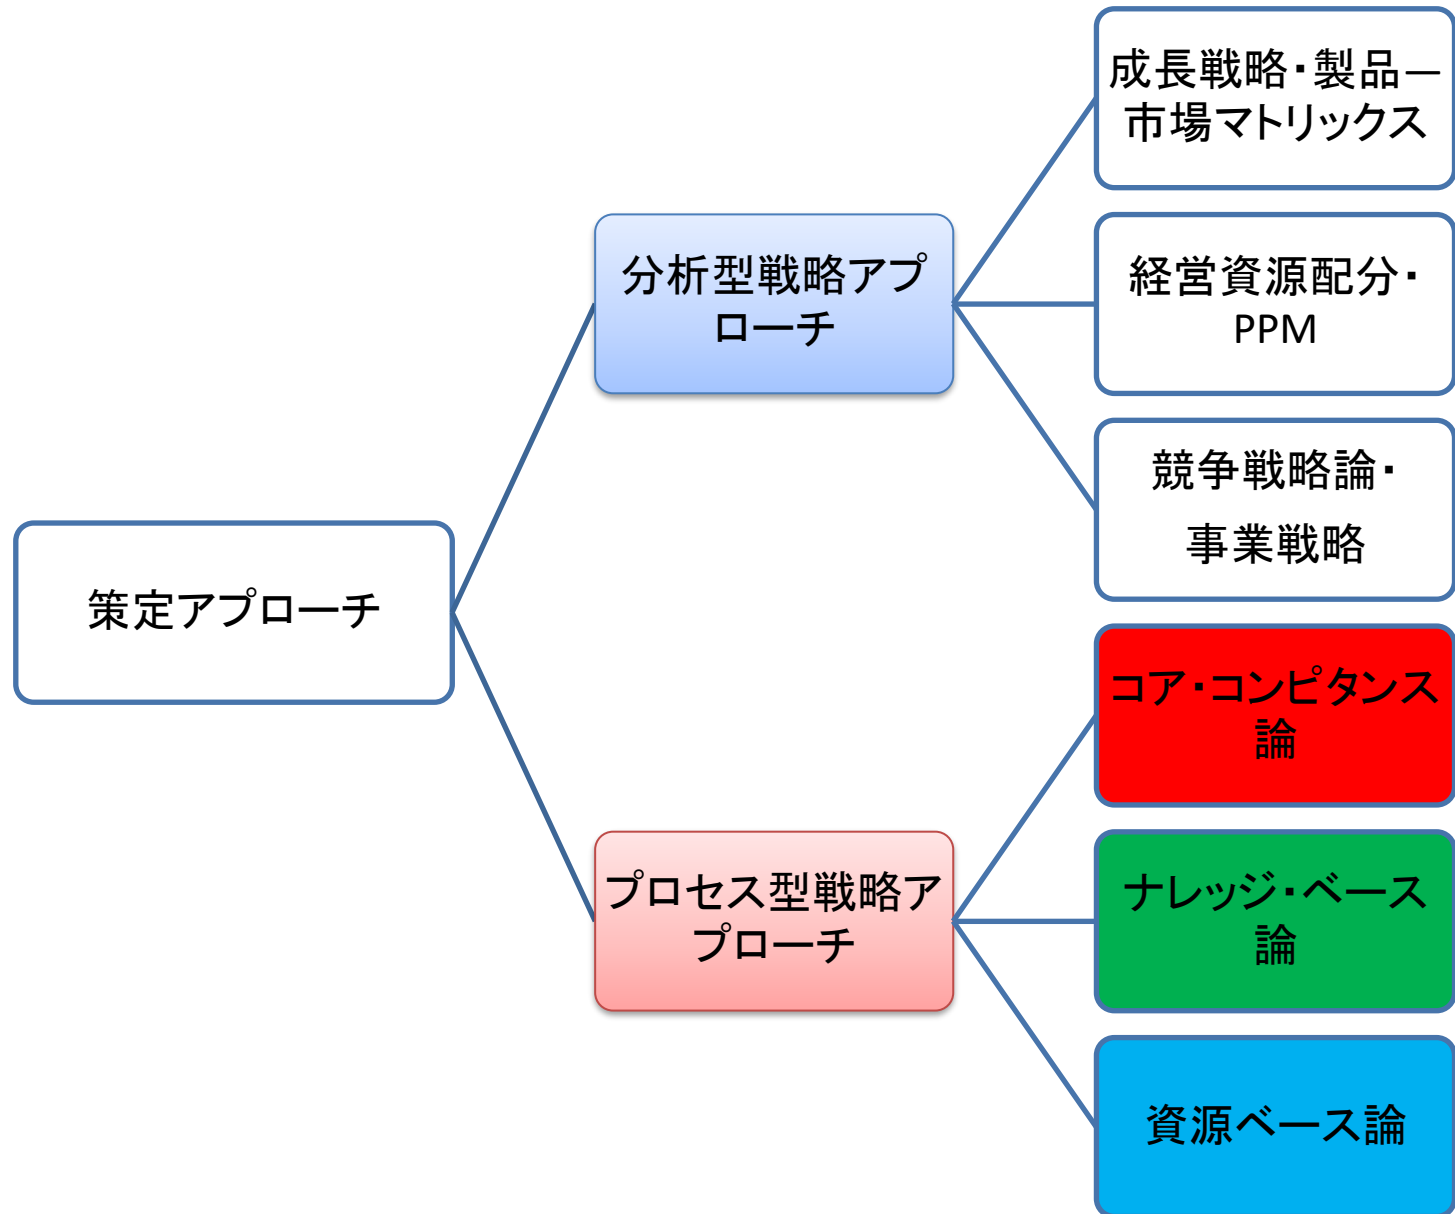 策定アプローチ
分析型戦略アプ
ローチ
成長戦略・製品―
市場マトリックス
経営資源配分・
PPM
競争戦略論・
事業戦略
プロセス型戦略ア
プローチ
コア・コンピタンス
論
ナレッジ・ベース
論
資源ベース論